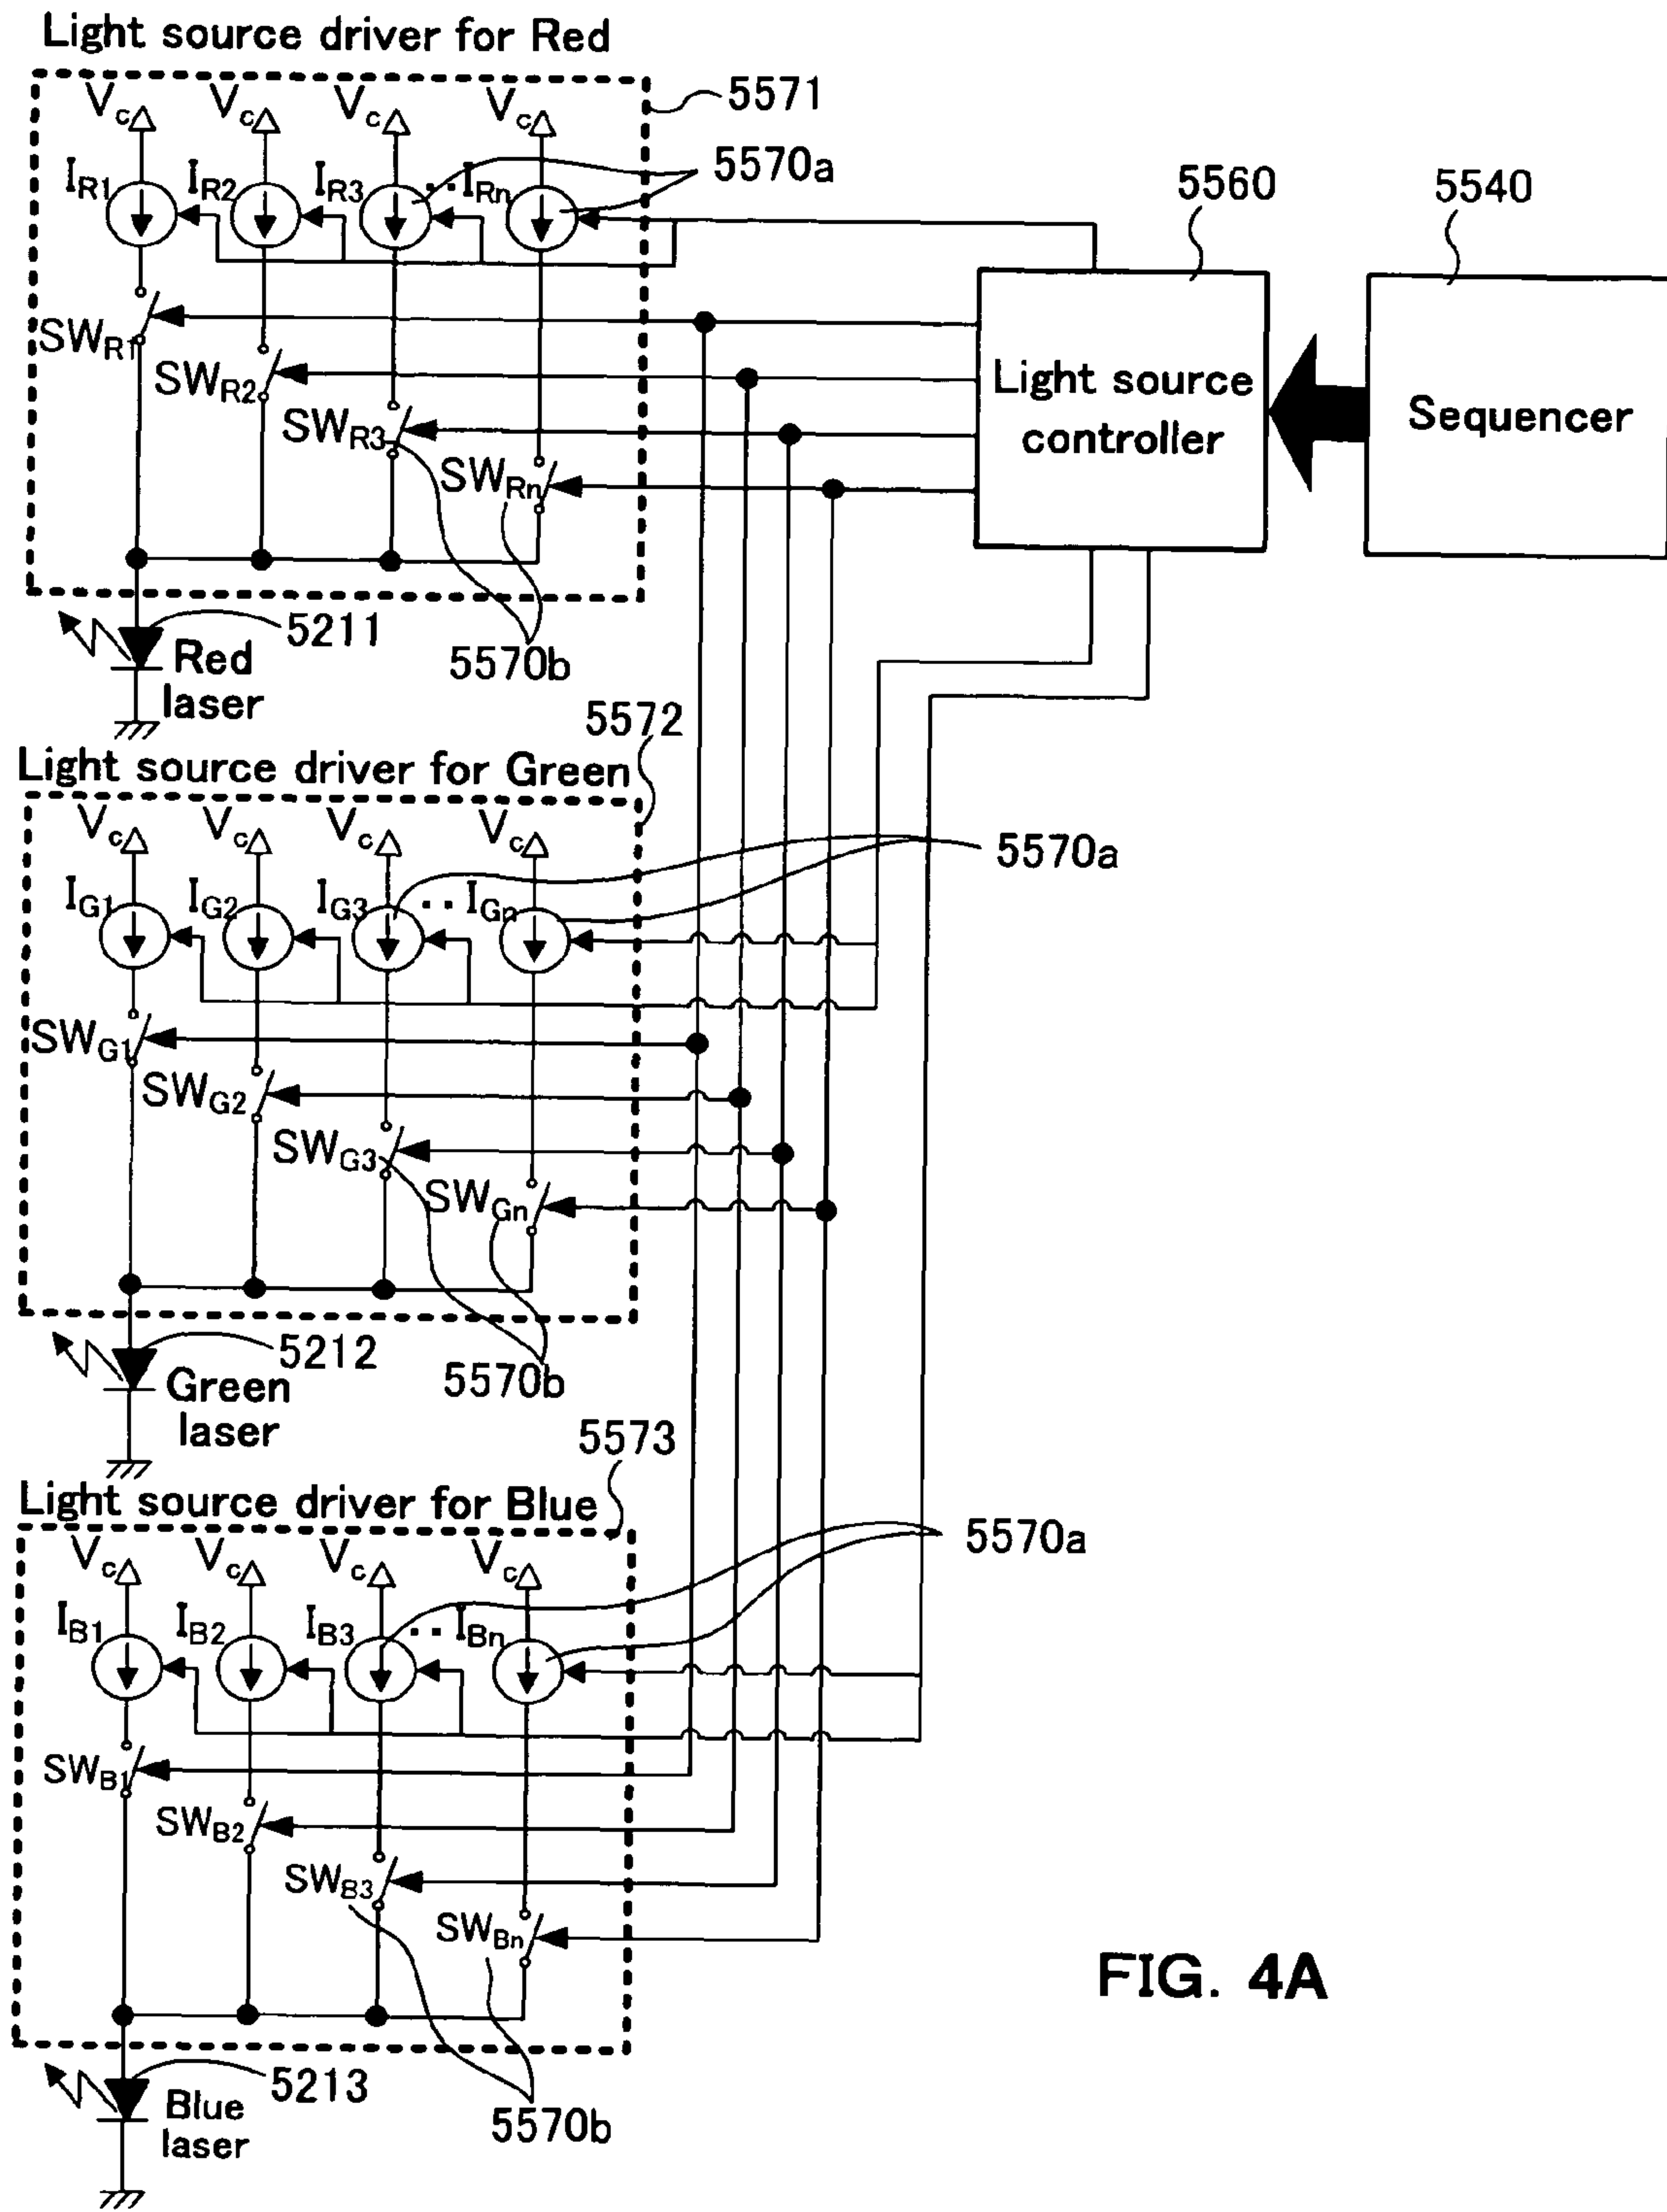 Light source driver for Red
5571
Vc Vc Vc Vc
5570a
IR1 IR2 IR3 ‥IRn
5560
5540
SWR1
SWR2
SWR3
SWRn
Light source
controller
Sequencer
5211
Red
laser
5570b
5572
Light source driver for Green
Vc Vc Vc Vc
5570a
IG1 IG2 IG3 ‥IGn
SWG1
SWG2
SWG3
SWGn
5212
Green
laser
5570b
5573
Light source driver for Blue
Vc Vc Vc Vc
5570a
IB1 IB2 IB3 ‥IBn
SWB1
SWB2
SWB3
SWBn
FIG. 4A
5213
Blue
laser
5570b